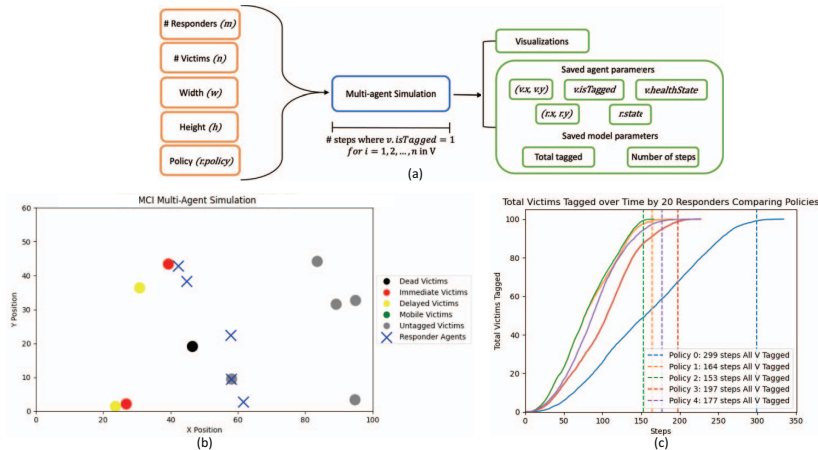 # Responders (m)
# Victims (n)
Width (w)
Height (h)
Policy (r.policy)
Multi-agent Simulation
# steps where v.isTagged = 1
for i = 1, 2, ..., n in V
Visualizations
Saved agent parameters
(v.x, v.y)
v.isTagged
v.healthState
(r.x, r.y)
r.state
Saved model parameters
Total tagged
Number of steps
(a)
MCI Multi-Agent Simulation
60
50
40
30
20
10
0
Y Position
0
20
40
60
80
100
X Position
Dead Victims
Immediate Victims
Delayed Victims
Mobile Victims
Untagged Victims
Responder Agents
(b)
Total Victims Tagged over Time by 20 Responders Comparing Policies
100
80
60
40
20
0
Total Victims Tagged
0
50
100
150
200
250
300
350
Steps
Policy 0: 299 steps All V Tagged
Policy 1: 164 steps All V Tagged
Policy 2: 153 steps All V Tagged
Policy 3: 197 steps All V Tagged
Policy 4: 177 steps All V Tagged
(c)